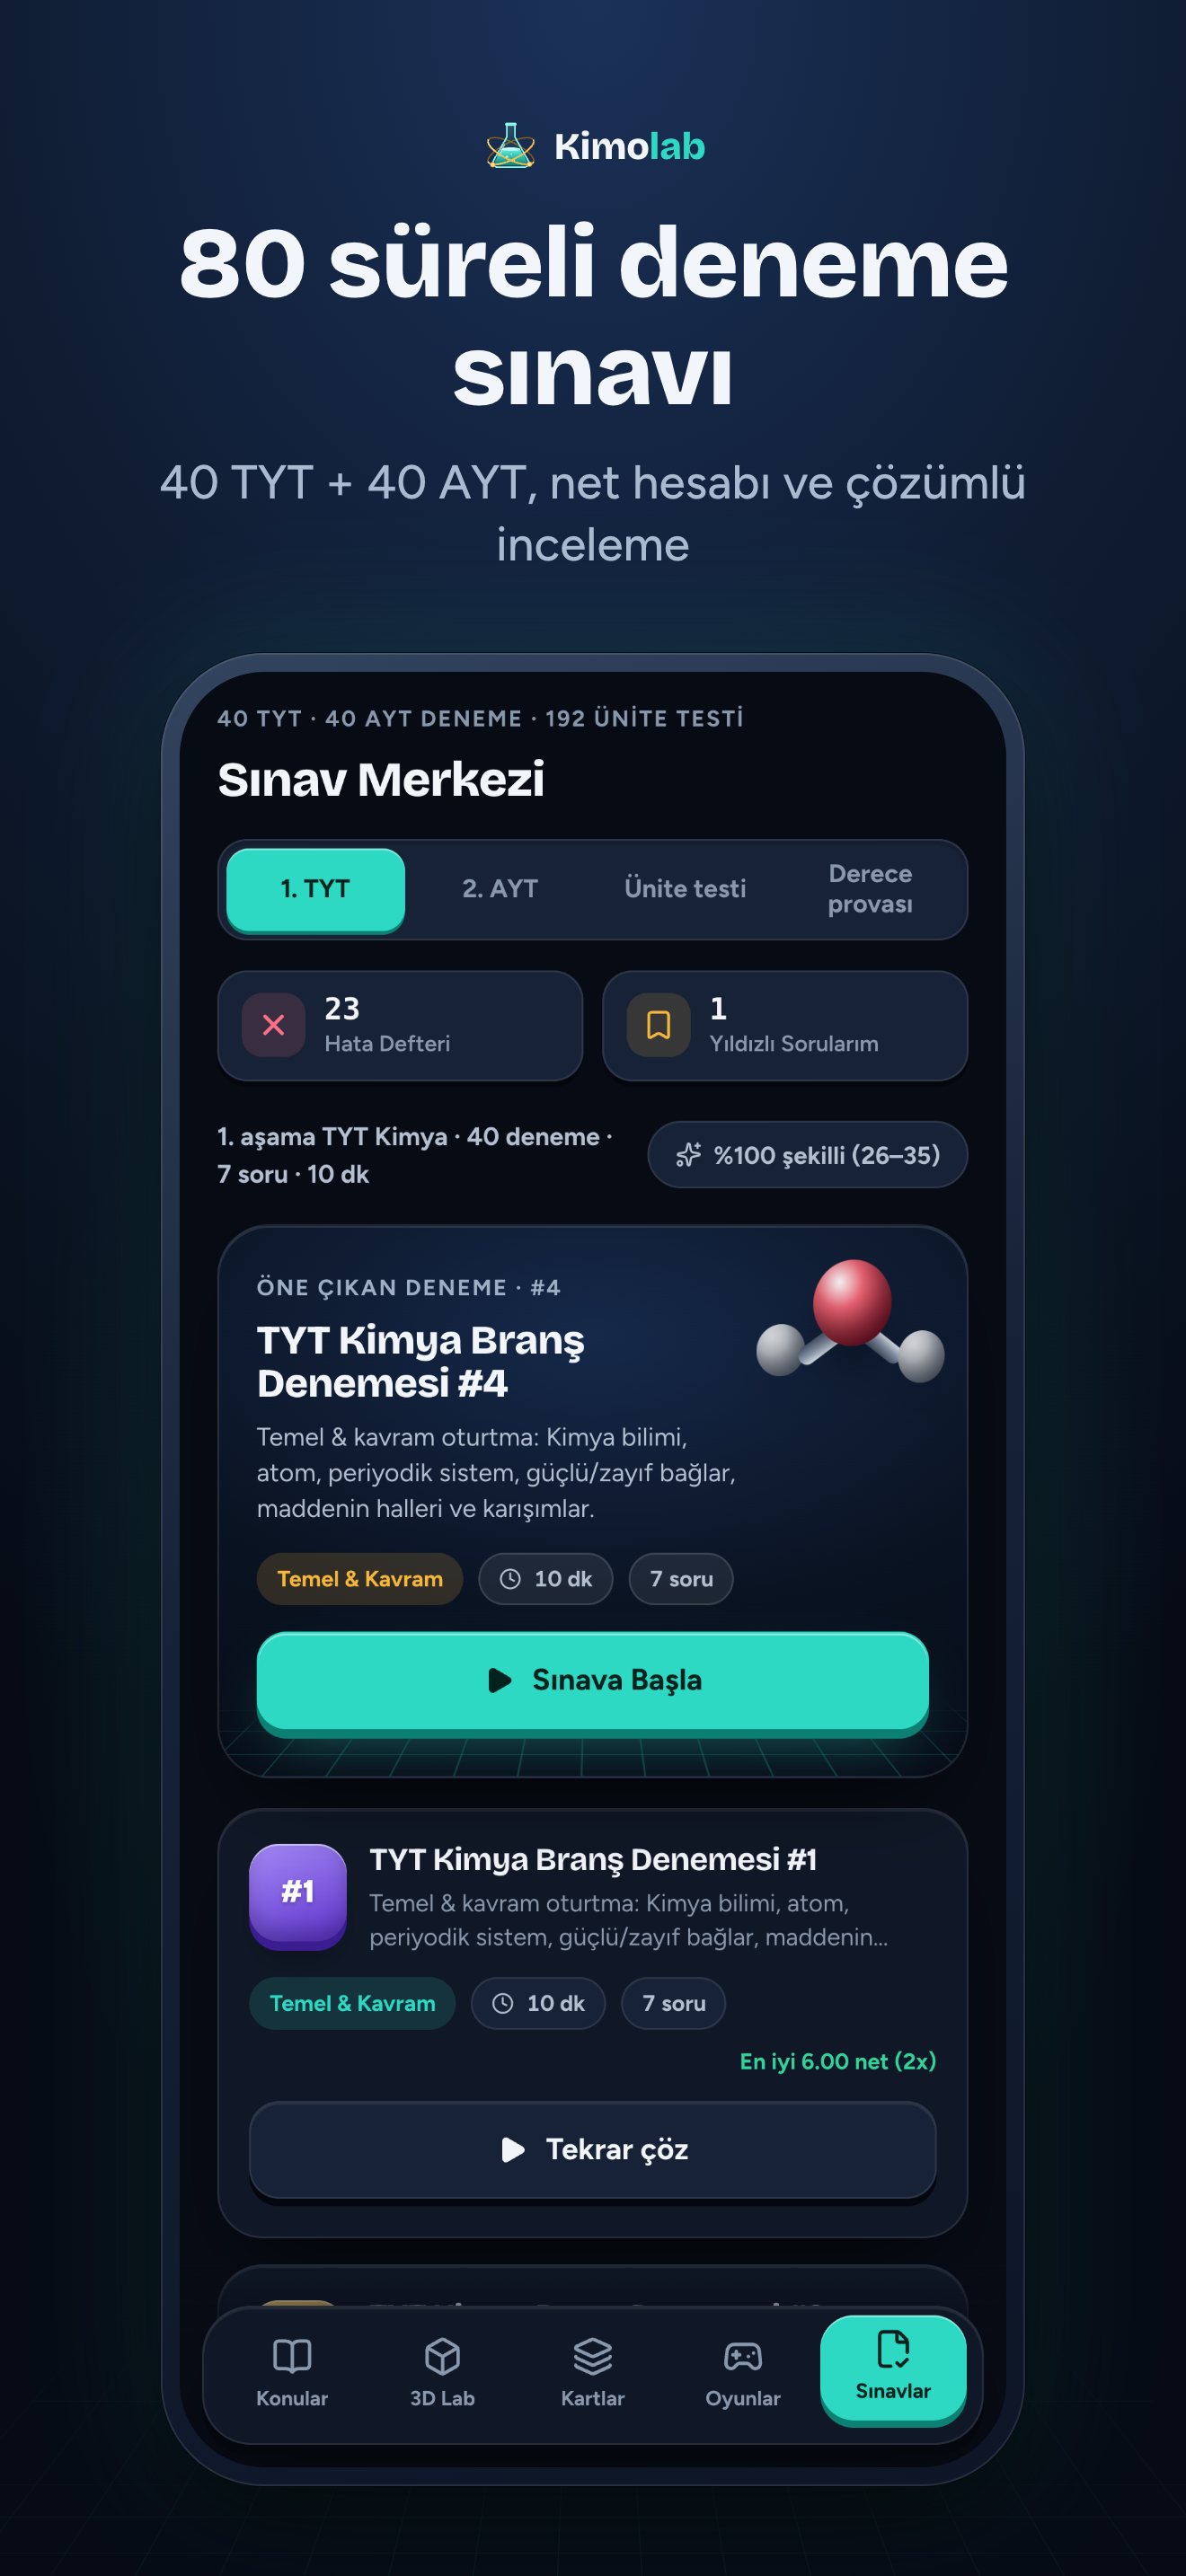 Kimolab
80 süreli deneme
sınavı
40 TYT + 40 AYT, net hesabı ve çözümlü
inceleme
40 TYT · 40 AYT DENEME · 192 ÜNİTE TESTİ
Sınav Merkezi
1. TYT
2. AYT
Ünite testi
Derece
provası
23
Hata Defteri
1
Yıldızlı Sorularım
1. aşama TYT Kimya · 40 deneme ·
7 soru · 10 dk
%100 şekilli (26–35)
ÖNE ÇIKAN DENEME · #4
TYT Kimya Branş
Denemesi #4
Temel & kavram oturtma: Kimya bilimi,
atom, periyodik sistem, güçlü/zayıf bağlar,
maddenin halleri ve karışımlar.
Temel & Kavram
10 dk
7 soru
Sınava Başla
#1
TYT Kimya Branş Denemesi #1
Temel & kavram oturtma: Kimya bilimi, atom,
periyodik sistem, güçlü/zayıf bağlar, maddenin...
Temel & Kavram
10 dk
7 soru
En iyi 6.00 net (2x)
Tekrar çöz
Konular
3D Lab
Kartlar
Oyunlar
Sınavlar